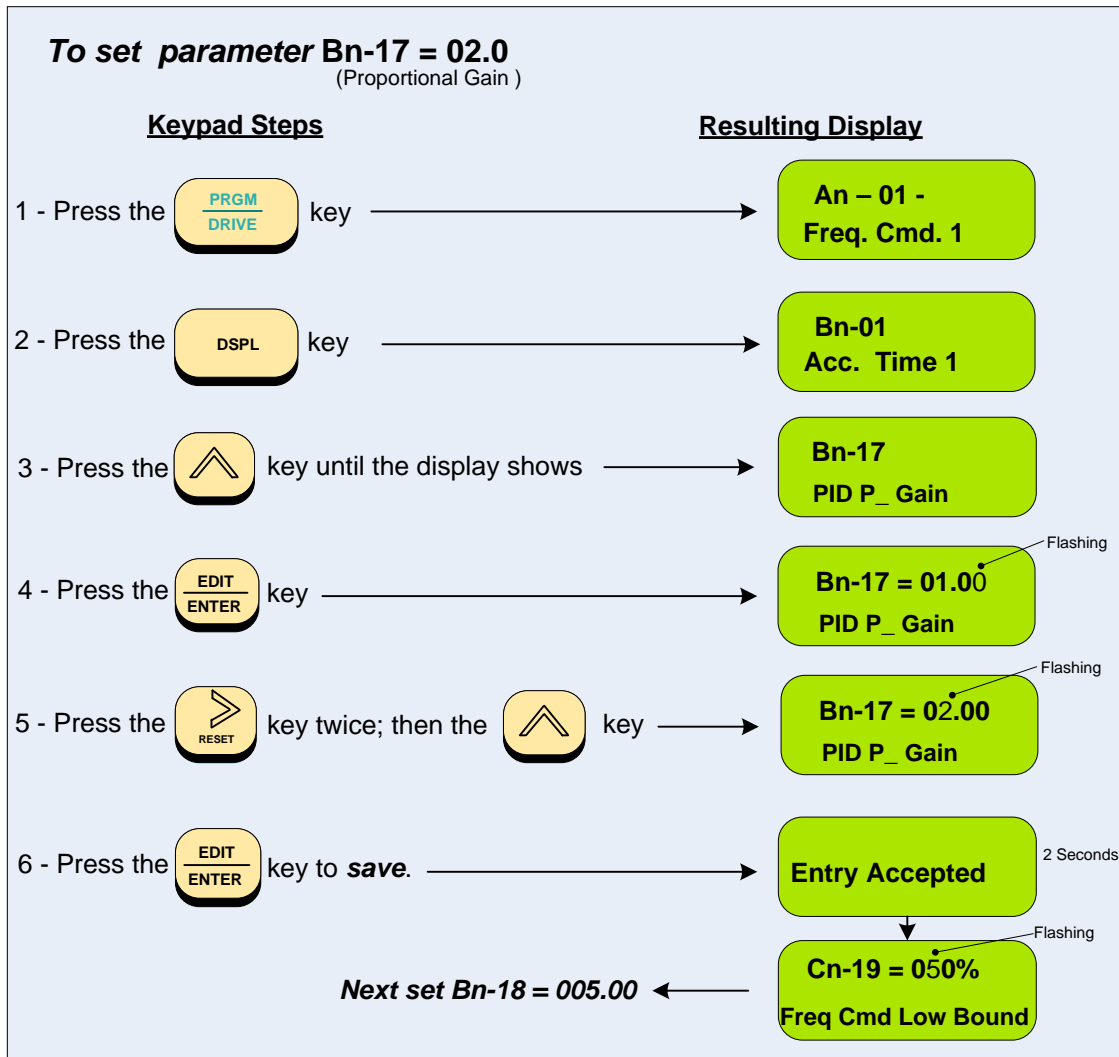 To set parameter Bn-17 = 02.0
(Proportional Gain )
Keypad Steps
Resulting Display
1 - Press the PRGM DRIVE key
An – 01 -
Freq. Cmd. 1
2 - Press the DSPL key
Bn-01
Acc. Time 1
3 - Press the key until the display shows
Bn-17
PID P_ Gain
Flashing
4 - Press the EDIT ENTER key
Bn-17 = 01.00
PID P_ Gain
Flashing
5 - Press the RESET key twice; then the key
Bn-17 = 02.00
PID P_ Gain
6 - Press the EDIT ENTER key to save.
Entry Accepted
2 Seconds
Flashing
Cn-19 = 050%
Freq Cmd Low Bound
Next set Bn-18 = 005.00